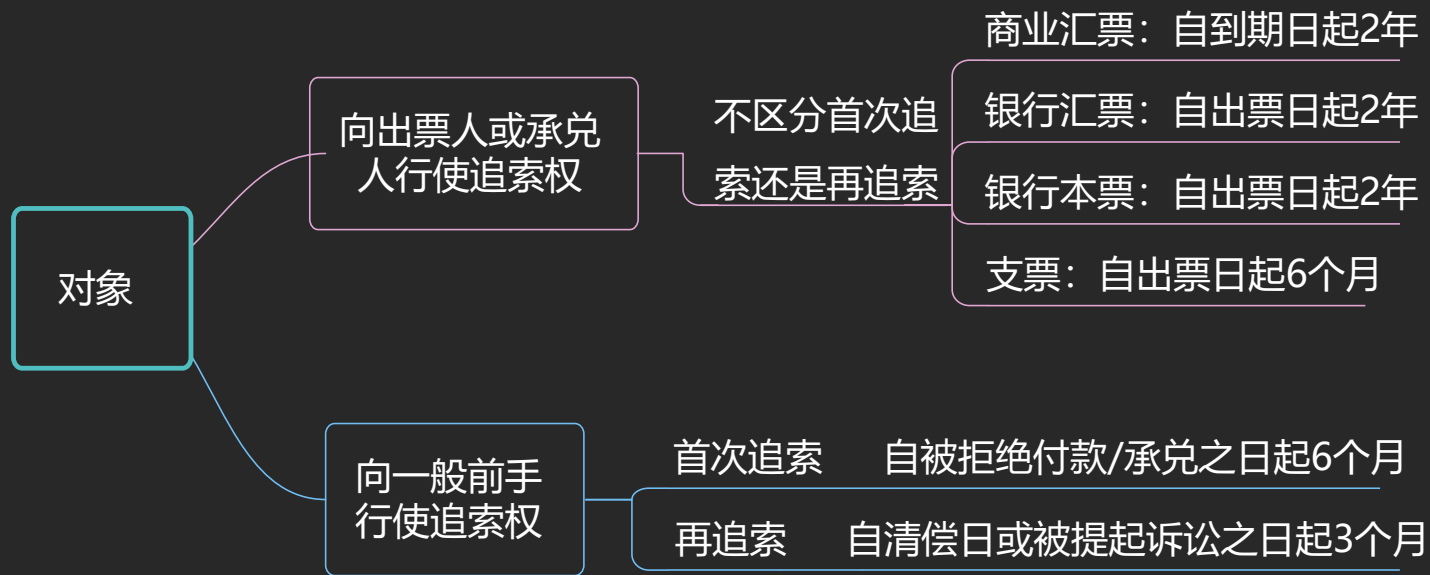 对象
向出票人或承兑
人行使追索权
不区分首次追
索还是再追索
商业汇票：自到期日起2年
银行汇票：自出票日起2年
银行本票：自出票日起2年
支票：自出票日起6个月
向一般前手
行使追索权
首次追索 自被拒绝付款/承兑之日起6个月
再追索 自清偿日或被提起诉讼之日起3个月